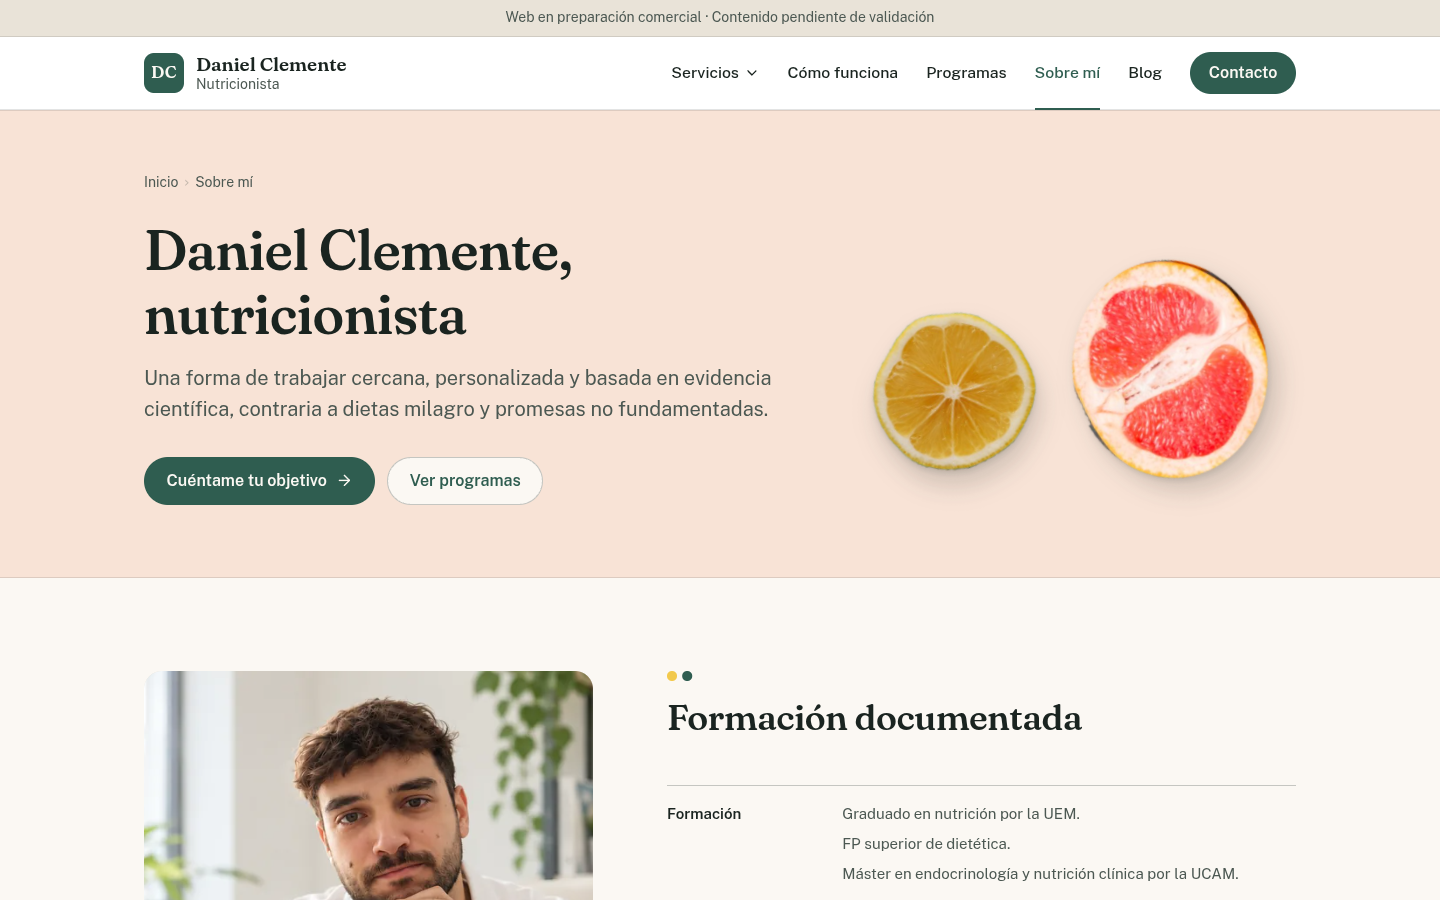 Web en preparación comercial · Contenido pendiente de validación
DC
Daniel Clemente
Nutricionista
Servicios
Cómo funciona
Programas
Sobre mí
Blog
Contacto
Inicio › Sobre mí
Daniel Clemente,
nutricionista
Una forma de trabajar cercana, personalizada y basada en evidencia
científica, contraria a dietas milagro y promesas no fundamentadas.
Cuéntame tu objetivo →
Ver programas
Formación documentada
Formación
Graduado en nutrición por la UEM.
FP superior de dietética.
Máster en endocrinología y nutrición clínica por la UCAM.